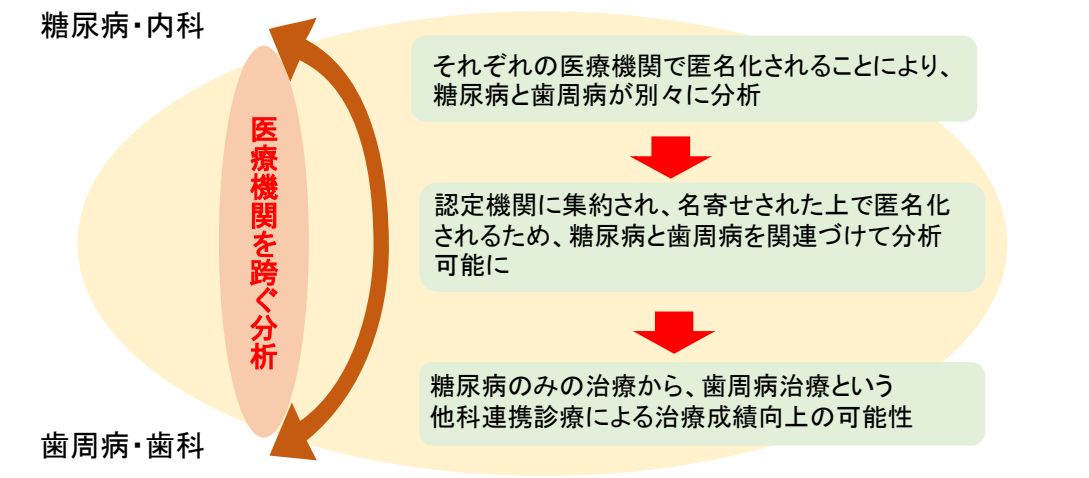 糖尿病・内科
医療機関を跨ぐ分析
歯周病・歯科
それぞれの医療機関で匿名化されることにより、
糖尿病と歯周病が別々に分析
認定機関に集約され、名寄せされた上で匿名化
されるため、糖尿病と歯周病を関連づけて分析
可能に
糖尿病のみの治療から、歯周病治療という
他科連携診療による治療成績向上の可能性